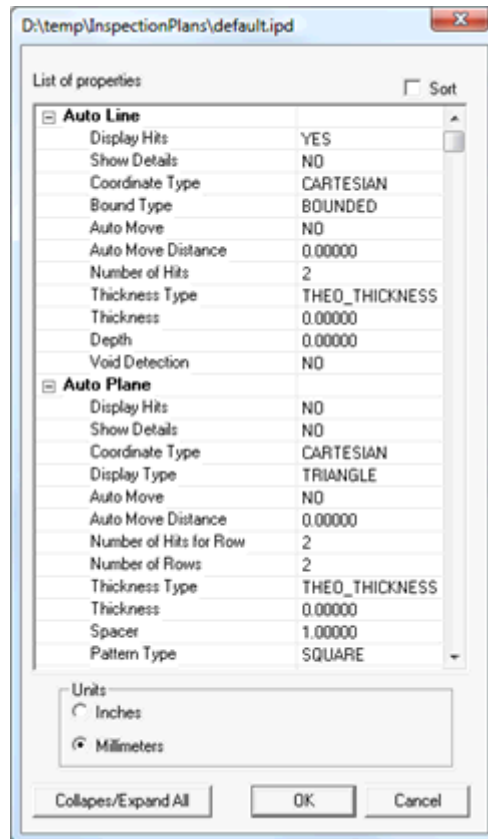 D:\temp\InspectionPlans\default.ipd
List of properties
Sort
Auto Line
Display Hits YES
Show Details NO
Coordinate Type CARTESIAN
Bound Type BOUNDED
Auto Move NO
Auto Move Distance 0.00000
Number of Hits 2
Thickness Type THEO_THICKNESS
Thickness 0.00000
Depth 0.00000
Void Detection NO
Auto Plane
Display Hits NO
Show Details NO
Coordinate Type CARTESIAN
Display Type TRIANGLE
Auto Move NO
Auto Move Distance 0.00000
Number of Hits for Row 2
Number of Rows 2
Thickness Type THEO_THICKNESS
Thickness 0.00000
Spacer 1.00000
Pattern Type SQUARE
Units
Inches
Millimeters
Collapes/Expand All OK Cancel